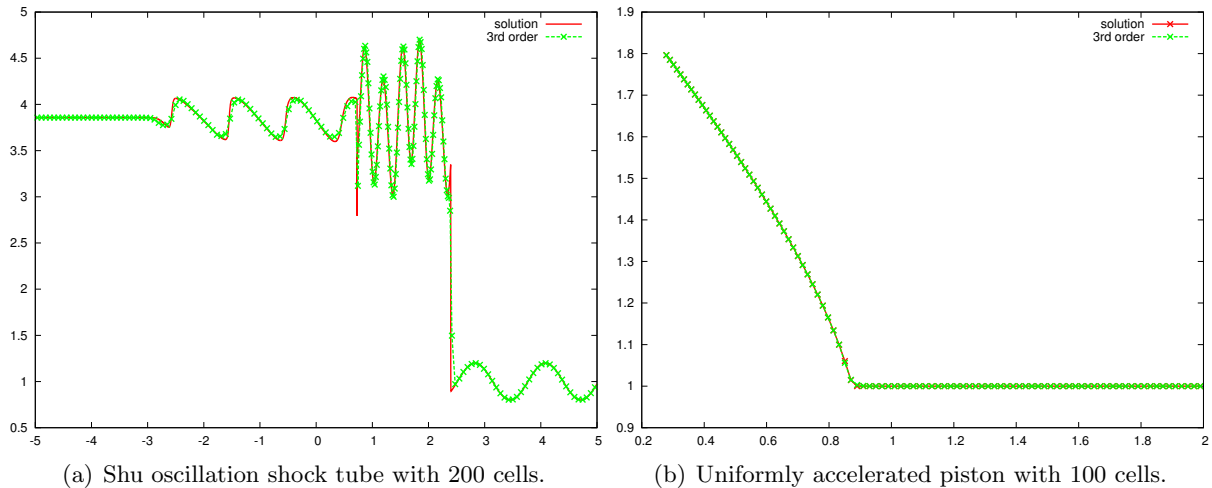 5
4.5
4
3.5
3
2.5
2
1.5
1
0.5
-5 -4 -3 -2 -1 0 1 2 3 4 5
solution
3rd order
(a) Shu oscillation shock tube with 200 cells.
1.9
1.8
1.7
1.6
1.5
1.4
1.3
1.2
1.1
1
0.9
0.2 0.4 0.6 0.8 1 1.2 1.4 1.6 1.8 2
solution
3rd order
(b) Uniformly accelerated piston with 100 cells.